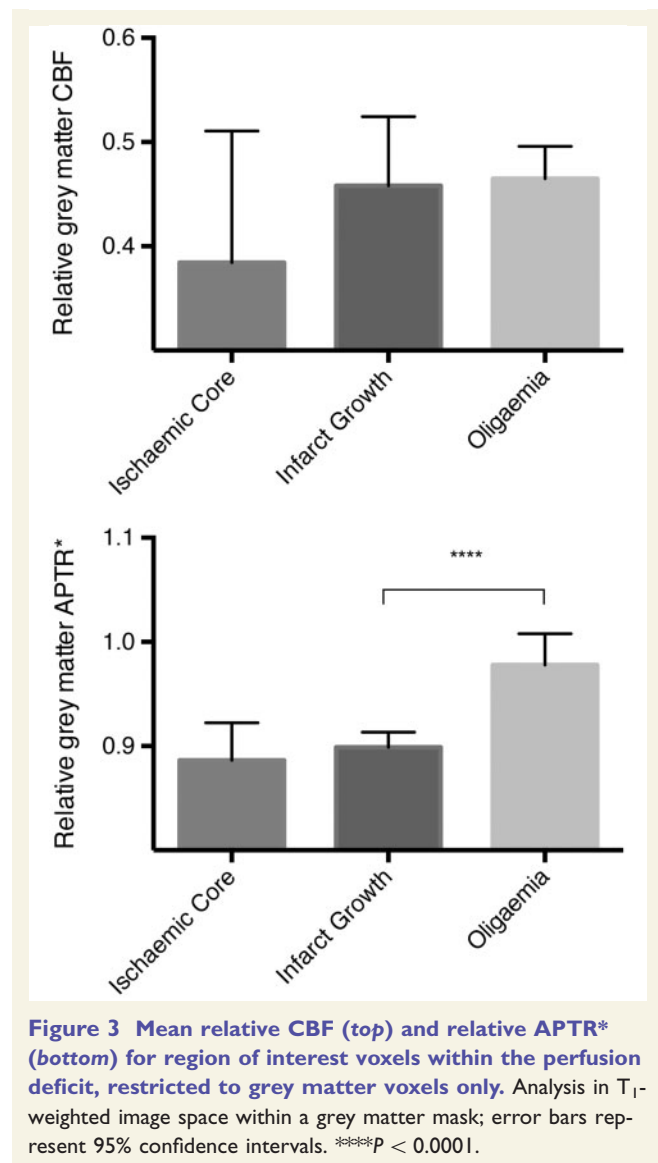 0.6
0.5
0.4
Relative grey matter CBF
Ischaemic Core
Infarct Growth
Oligaemia
1.1
1.0
0.9
Relative grey matter APTR*
****
Ischaemic Core
Infarct Growth
Oligaemia
Figure 3 Mean relative CBF (top) and relative APTR*
(bottom) for region of interest voxels within the perfusion
deficit, restricted to grey matter voxels only. Analysis in T1-
weighted image space within a grey matter mask; error bars rep-
resent 95% confidence intervals. ****P < 0.0001.